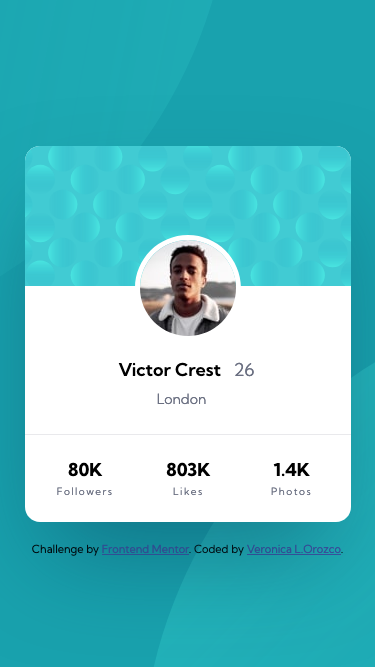 Victor Crest 26
London
80K 803K 1.4K
Followers Likes Photos
Challenge by Frontend Mentor. Coded by Veronica L.Orozco.